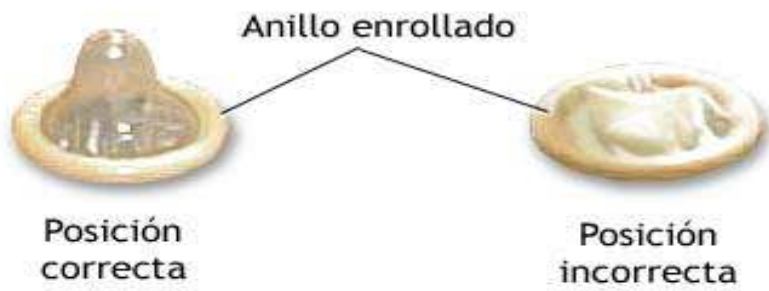 Anillo enrollado
Posición
correcta
Posición
incorrecta